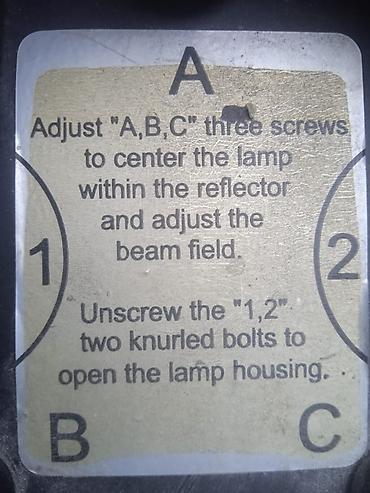 A
Adjust "A,B,C" three screws
to center the lamp
within the reflector
and adjust the
beam field.
1
2
Unscrew the "1,2"
two knurled bolts to
open the lamp housing.
B
C